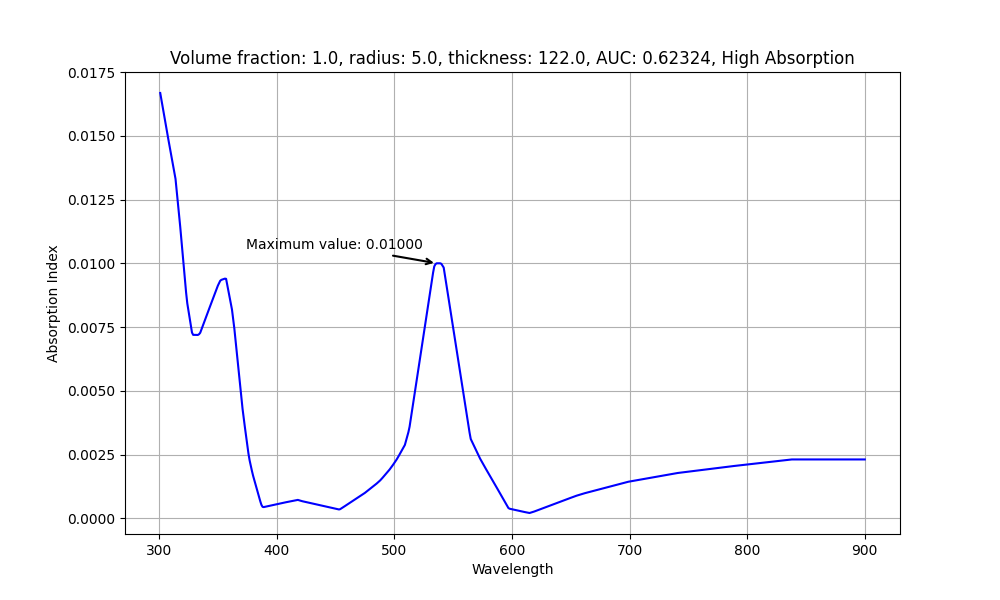 Volume fraction: 1.0, radius: 5.0, thickness: 122.0, AUC: 0.62324, High Absorption
0.0175
0.0150
0.0125
0.0100
0.0075
0.0050
0.0025
0.0000
Absorption Index
Maximum value: 0.01000
300 400 500 600 700 800 900
Wavelength